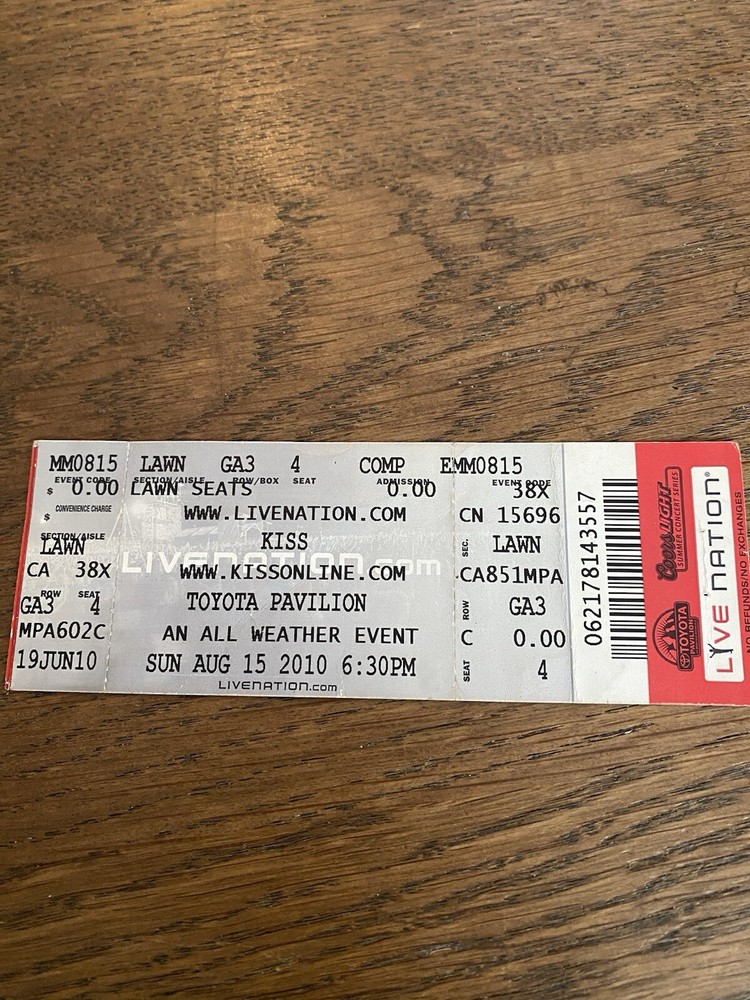 MM0815 LAWN GA3 4 COMP EMM0815
EVENT CODE SECTION/AISLE ROW/BOX SEAT ADMISSION EVENT CODE
$ 0.00 LAWN SEATS 0.00 38X
$ CONVENIENCE CHARGE WWW.LIVENATION.COM CN 15696
SECTION/AISLE
LAWN KISS SEC. LAWN
LIVENATION.com
CA 38X WWW.KISSONLINE.COM CA851MPA
ROW SEAT
GA3 4 TOYOTA PAVILION ROW GA3
MPA602C AN ALL WEATHER EVENT C 0.00
19JUN10 SUN AUG 15 2010 6:30PM SEAT 4
LIVENATION.com
062178143557
Coors LIGHT
SUMMER CONCERT SERIES
TOYOTA
PAVILION
LIVE NATION®
NO REFUNDS/NO EXCHANGES